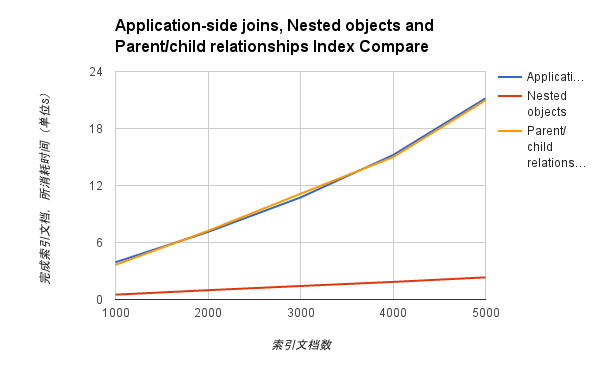 Application-side joins, Nested objects and
Parent/child relationships Index Compare
24
18
12
6
0
1000 2000 3000 4000 5000
完成索引文档,所消耗时间(单位s)
索引文档数
Applicati…
Nested
objects
Parent/
child
relations…